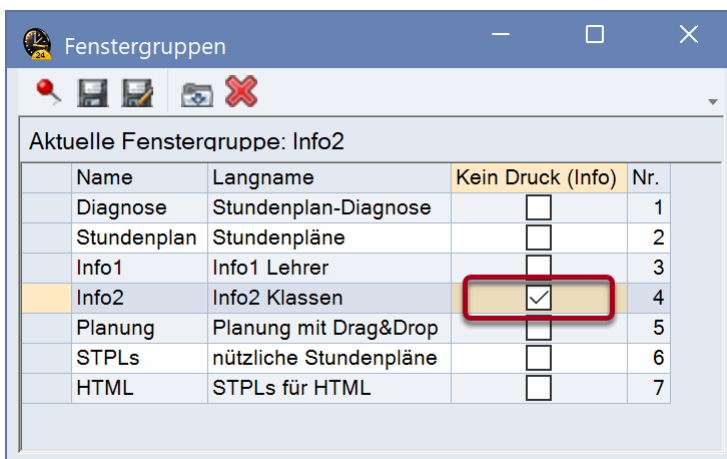 Fenstergruppen
24
Aktuelle Fenstergruppe: Info2
Name Langname Kein Druck (Info) Nr.
Diagnose Stundenplan-Diagnose 1
Stundenplan Stundenpläne 2
Info1 Info1 Lehrer 3
Info2 Info2 Klassen 4
Planung Planung mit Drag&Drop 5
STPLs nützliche Stundenpläne 6
HTML STPLs für HTML 7